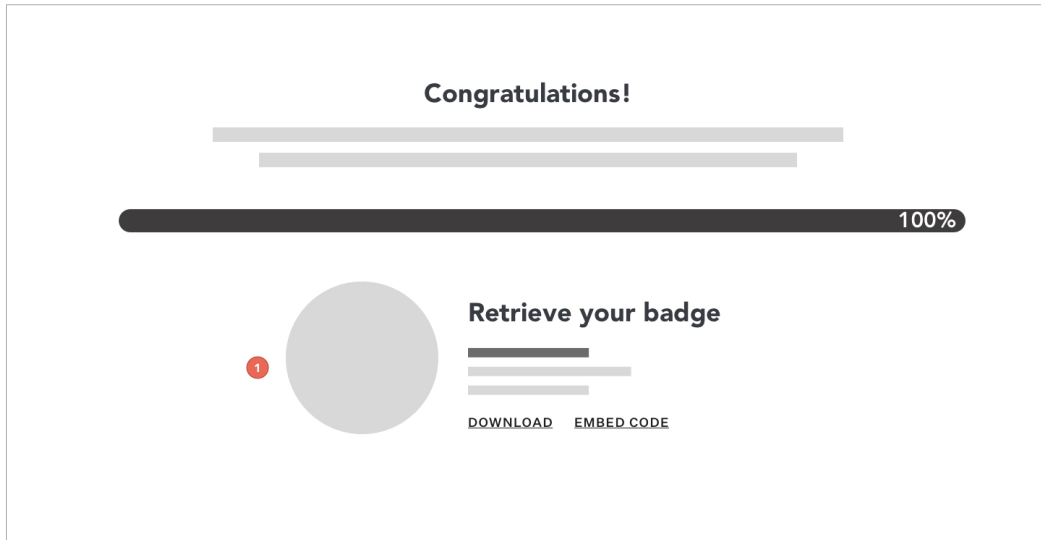 Congratulations!
100%
Retrieve your badge
1
DOWNLOAD EMBED CODE